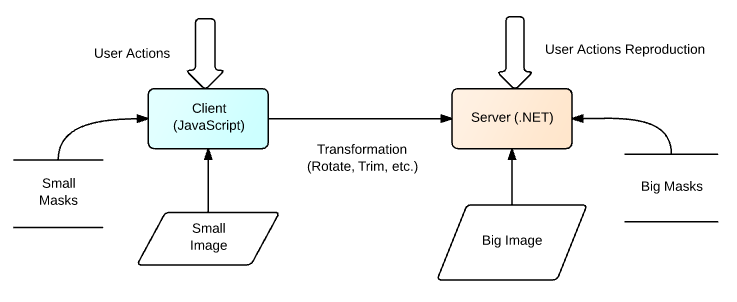 User Actions
User Actions Reproduction
Client
(JavaScript)
Server (.NET)
Transformation
(Rotate, Trim, etc.)
Small
Masks
Big Masks
Small
Image
Big Image